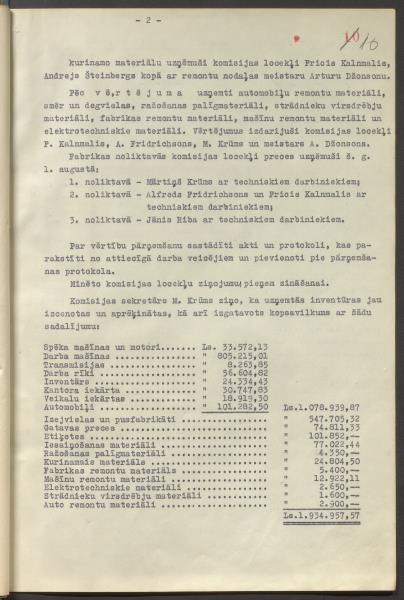 - 2 -
10
kurinamo materiālu uzņēmuši komisijas locekļi Fricis Kalnmalis,
Andrejs Šteinbergs kopā ar remontu nodaļas meistaru Arturu Džonsonu.
Pēc vērtējuma uzņemti automobiļu remontu materiāli,
smēr un degvielas, ražošanas palīgmateriāli, strādnieku virsdrēbju
materiāli, fabrikas remontu materiāli, mašīnu remontu materiāli un
elektrotechniskie materiāli. Vērtējumus izdarījuši komisijas locekļi
F. Kalnmalis, A. Fridrichsons, M. Krūms un meistars A. Džonsons.
Fabrikas noliktavās komisijas locekļi preces uzņēmuši š. g.
1. augustā:
1. noliktavā - Mārtiņš Krūms ar techniskiem darbiniekiem;
2. noliktavā - Alfreds Fridrichsons un Fricis Kalnmalis ar
techniskiem darbiniekiem;
3. noliktavā - Jānis Riba ar techniskiem darbiniekiem.
Par vērtību pārņemšanu sastādīti akti un protokoli, kas pa-
rakstīti no attiecīgā darba veicējiem un pievienoti pie pārņemša-
nas protokola.
Minēto komisijas locekļu ziņojumu pieņem zināšanai.
Komisijas sekretārs M. Krūms ziņo, ka uzņemtās inventūras jau
izcenotas un aprēķinātas, kā arī izgatavots kopsavilkums ar šādu
sadalījumu:
Spēka mašīnas un motori....... Ls. 33.572,13
Darba mašīnas ................ " 805.215,01
Transmisijas ................. " 8.263,85
Darba rīki ................... " 56.604,82
Inventārs .................... " 24.334,43
Kantora iekārta .............. " 30.747,83
Veikalu iekārtas ............. " 18.919,30
Automobiļi ................... " 101.282,50 Ls.1.078.939,87
Izejvielas un pusfabrikāti ................ " 547.705,32
Gatavas preces ................ " 74.811,33
Etiķetes ................ " 101.852,--
Iesaiņošanas materiāli ................ " 77.022,44
Ražošanas palīgmateriāli ................ " 4.350,--
Kurināmais materiāls ................ " 24.804,50
Fabrikas remontu materiāls ................ " 5.400,--
Mašīnu remontu materiāli ................ " 12.922,11
Elektrotechniskie materiāli ................ " 2.650,--
Strādnieku virsdrēbju materiāli ................ " 1.600,--
Auto remontu materiāli ................ " 2.900,--
Ls.1.934.957,57